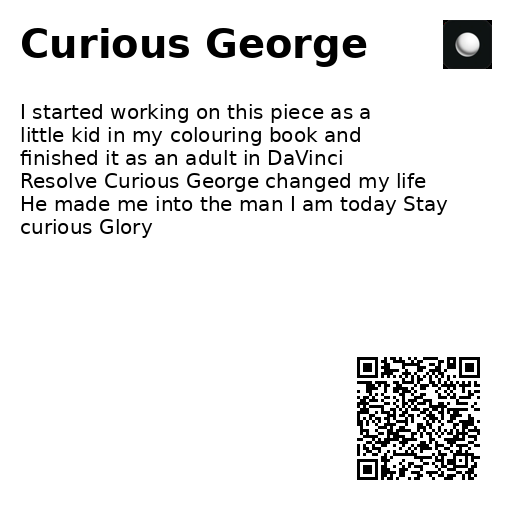 Curious George
I started working on this piece as a
little kid in my colouring book and
finished it as an adult in DaVinci
Resolve Curious George changed my life
He made me into the man I am today Stay
curious Glory